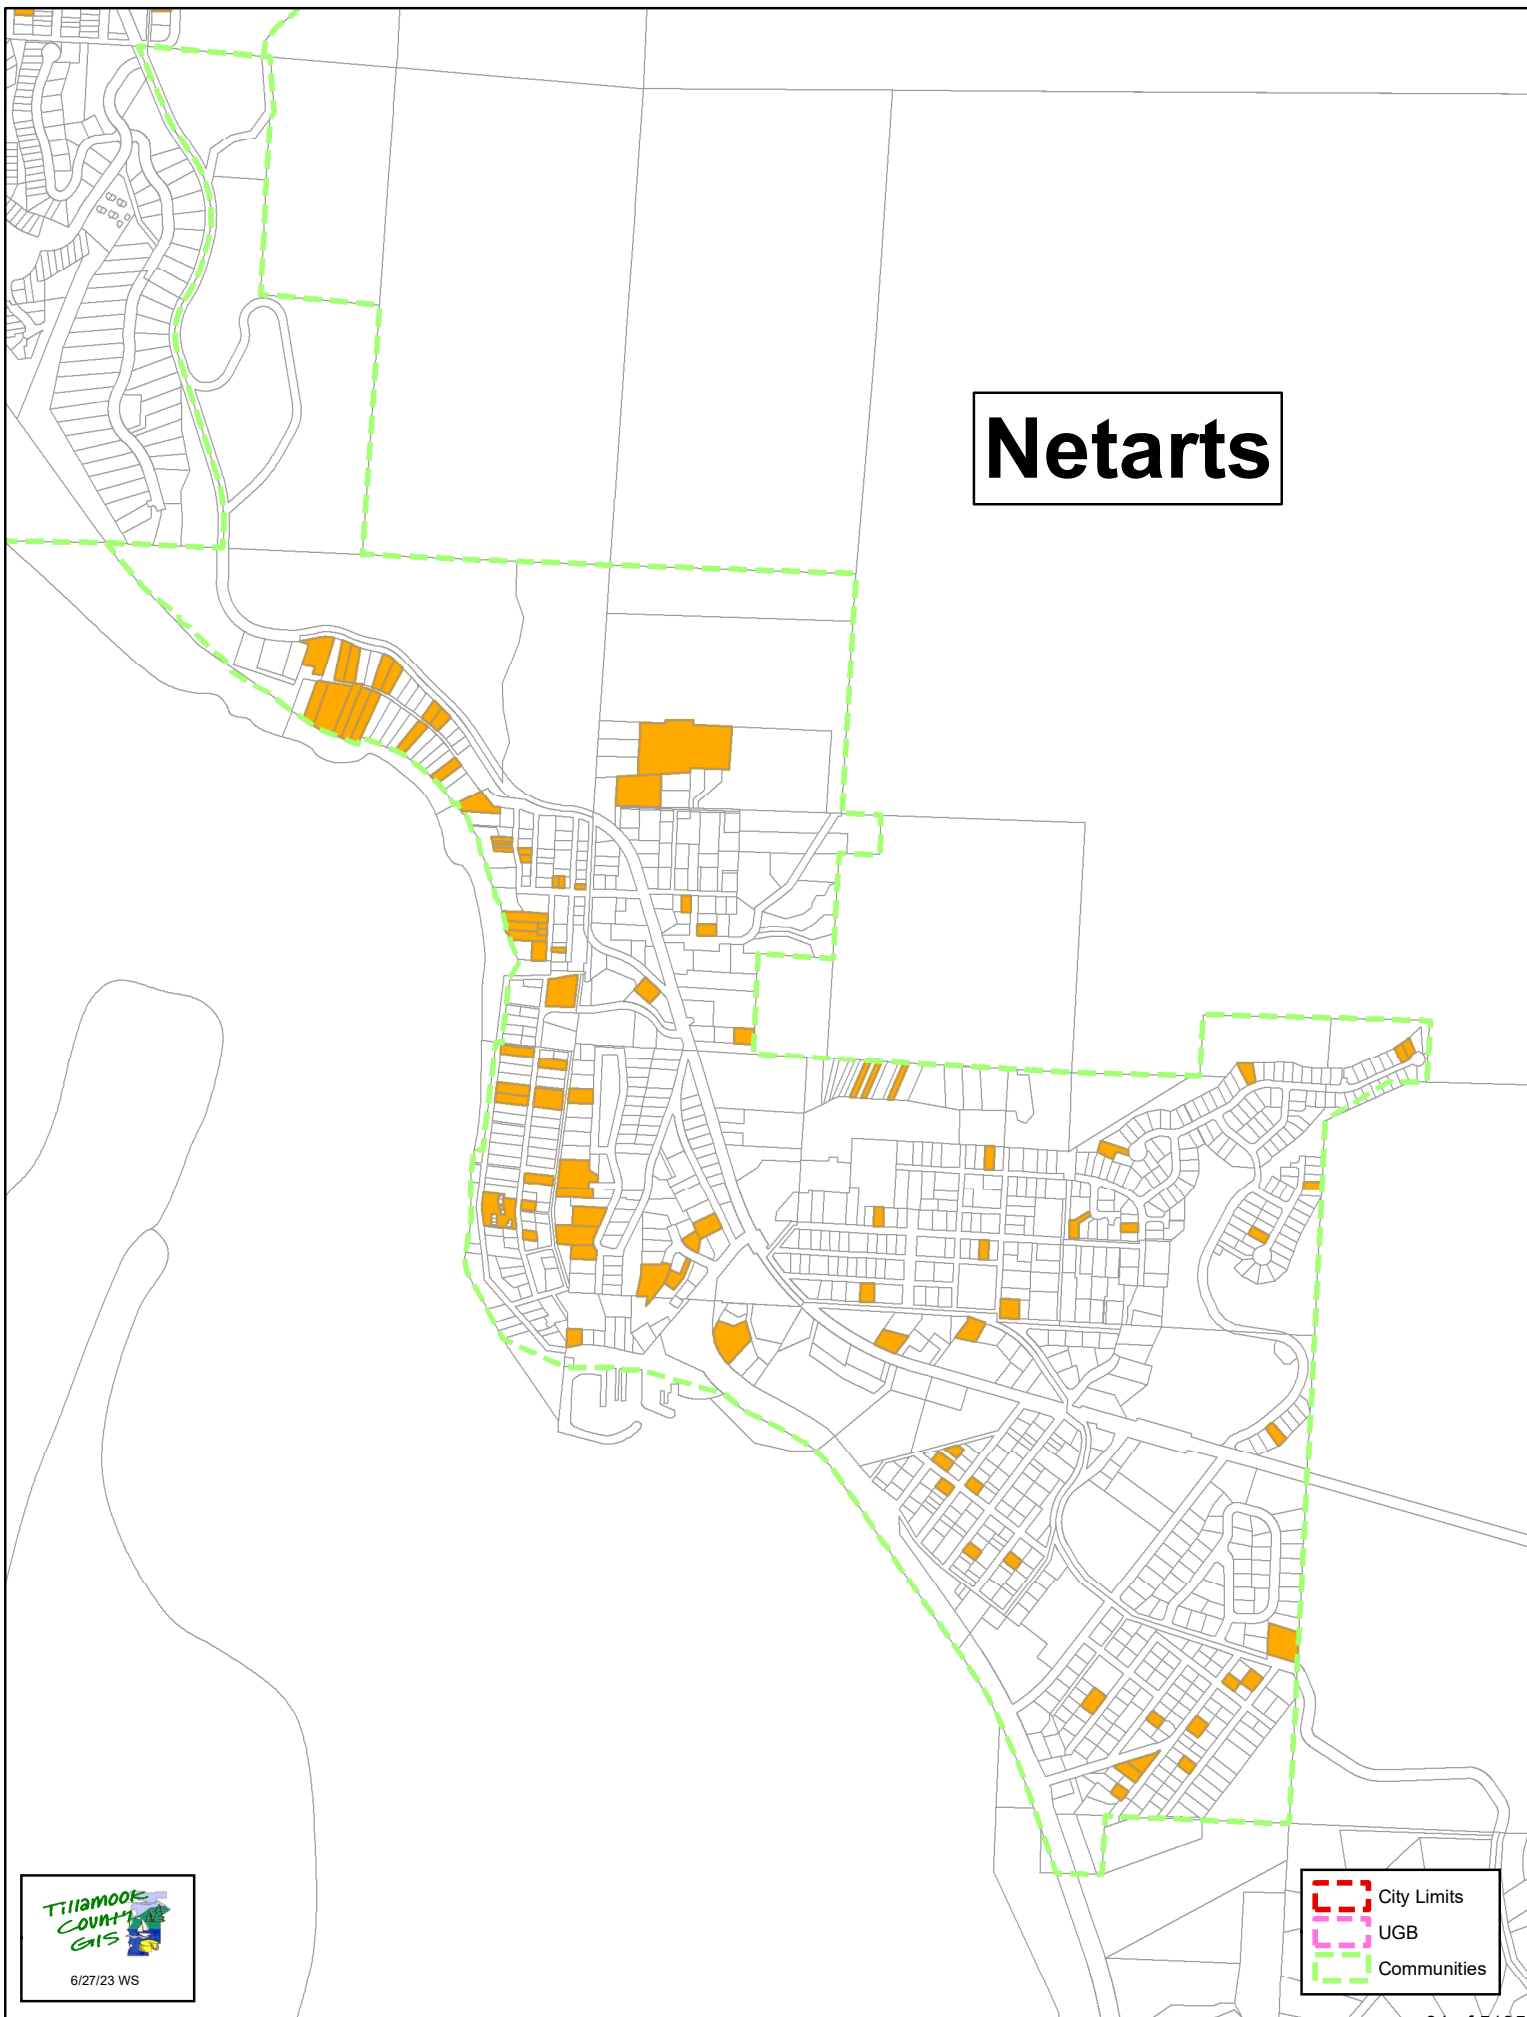 Netarts
Tillamook
County
GIS
6/27/23 WS
City Limits
UGB
Communities